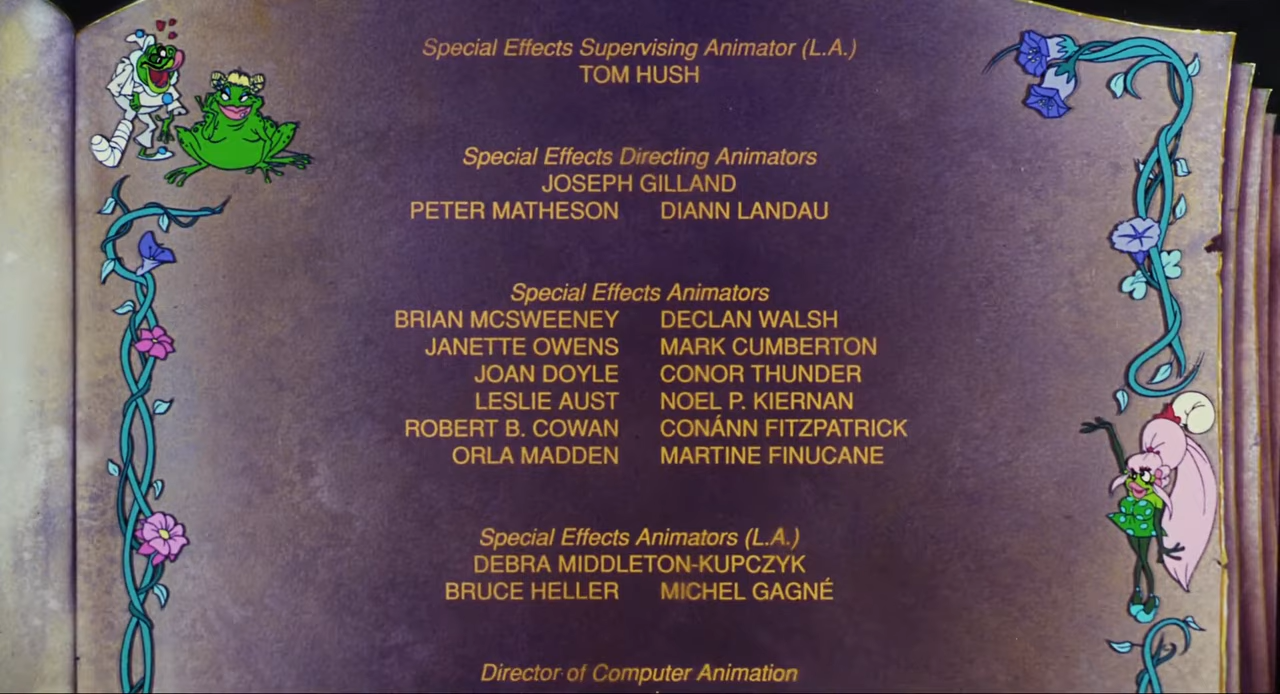 Special Effects Supervising Animator (L.A.)
TOM HUSH
Special Effects Directing Animators
JOSEPH GILLAND
PETER MATHESON DIANN LANDAU
Special Effects Animators
BRIAN MCSWEENEY DECLAN WALSH
JANETTE OWENS MARK CUMBERTON
JOAN DOYLE CONOR THUNDER
LESLIE AUST NOEL P. KIERNAN
ROBERT B. COWAN CONÁNN FITZPATRICK
ORLA MADDEN MARTINE FINUCANE
Special Effects Animators (L.A.)
DEBRA MIDDLETON-KUPCZYK
BRUCE HELLER MICHEL GAGNÉ
Director of Computer Animation